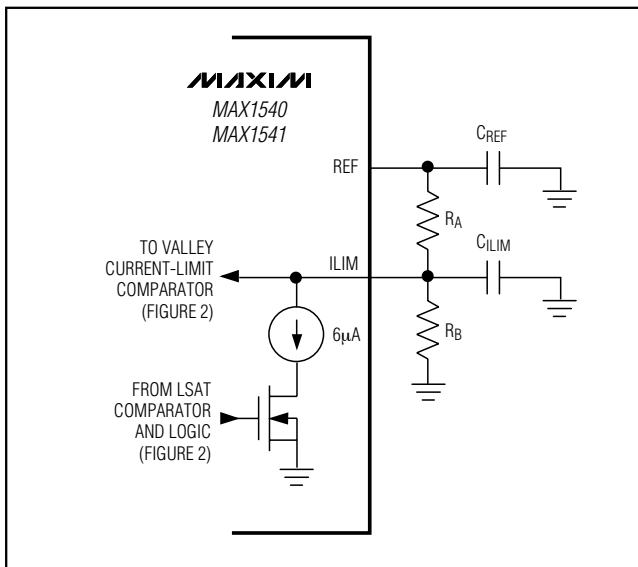 MAXIM
MAX1540
MAX1541
REF
CREF
RA
TO VALLEY
CURRENT-LIMIT
COMPARATOR
(FIGURE 2)
ILIM
CILIM
6µA
RB
FROM LSAT
COMPARATOR
AND LOGIC
(FIGURE 2)